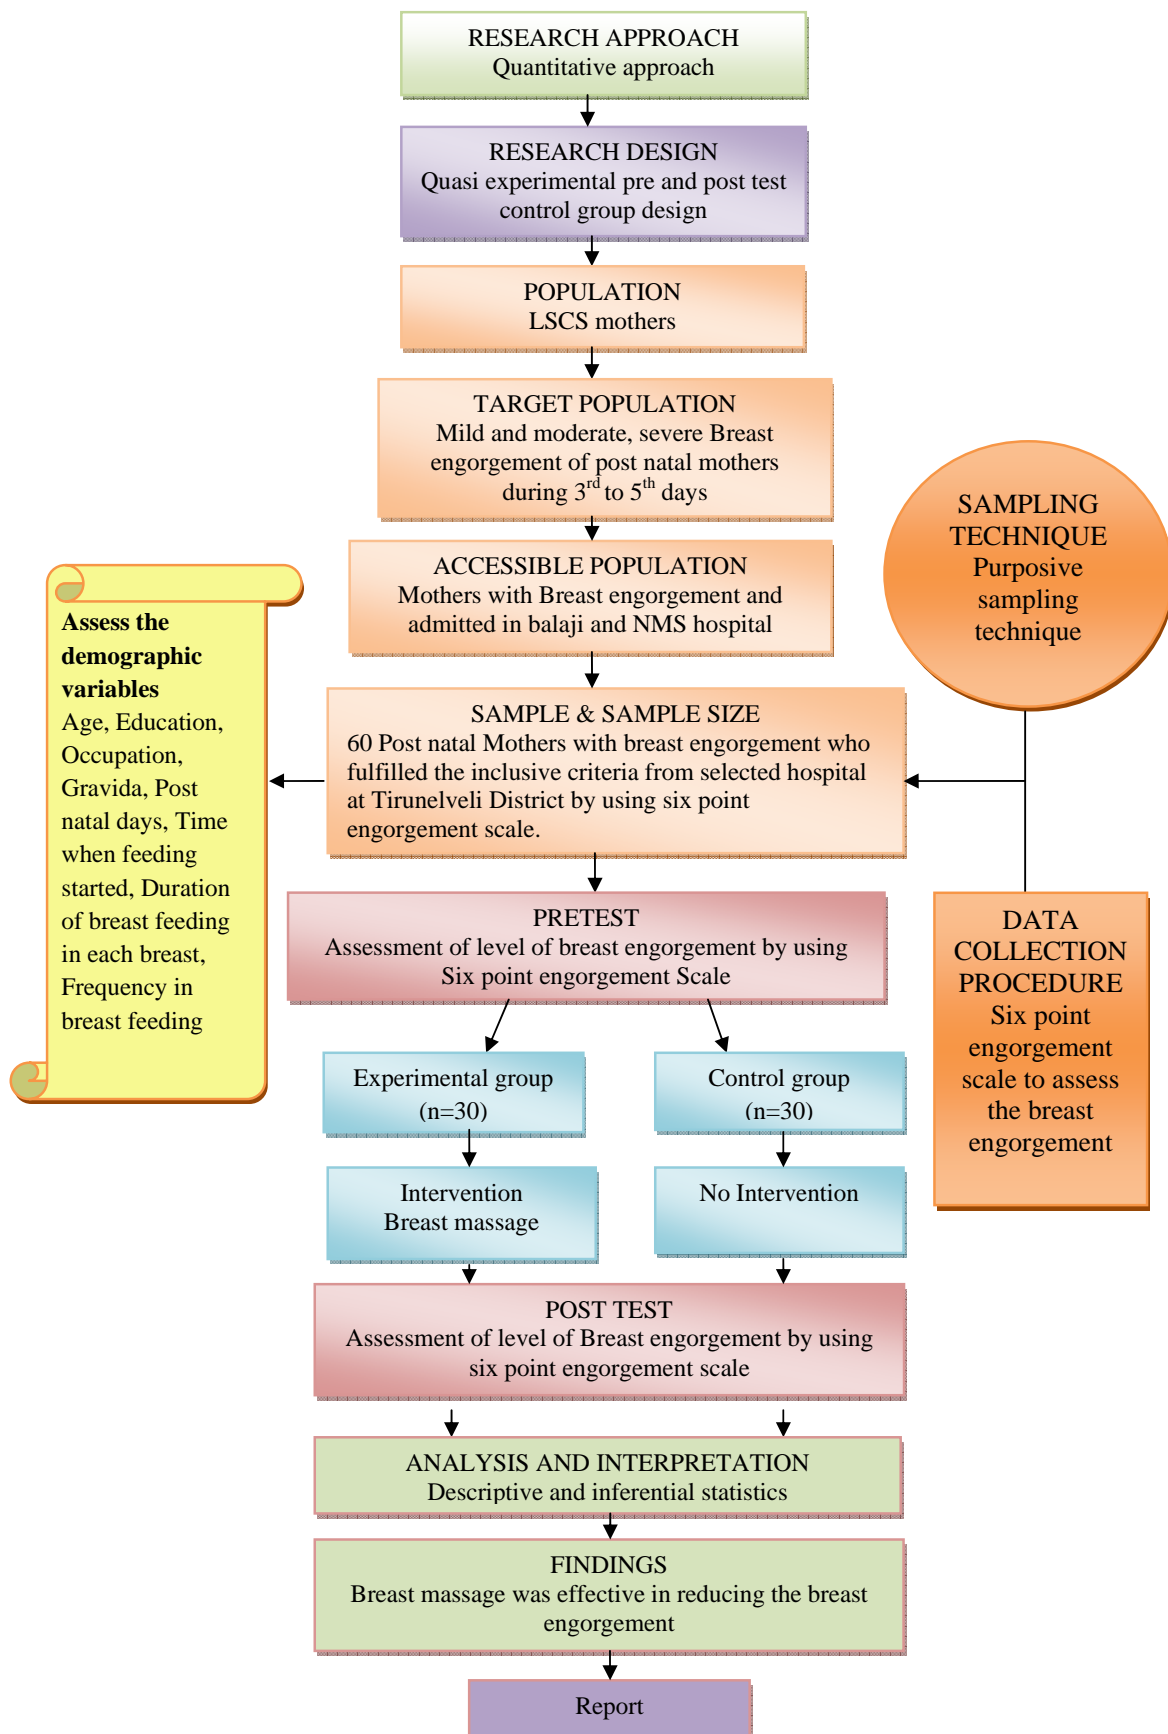 RESEARCH APPROACH
Quantitative approach
RESEARCH DESIGN
Quasi experimental pre and post test
control group design
POPULATION
LSCS mothers
TARGET POPULATION
Mild and moderate, severe Breast
engorgement of post natal mothers
during 3rd to 5th days
SAMPLING
TECHNIQUE
Purposive
sampling
technique
ACCESSIBLE POPULATION
Mothers with Breast engorgement and
admitted in balaji and NMS hospital
Assess the
demographic
variables
Age, Education,
Occupation,
Gravida, Post
natal days, Time
when feeding
started, Duration
of breast feeding
in each breast,
Frequency in
breast feeding
SAMPLE & SAMPLE SIZE
60 Post natal Mothers with breast engorgement who
fulfilled the inclusive criteria from selected hospital
at Tirunelveli District by using six point
engorgement scale.
PRETEST
Assessment of level of breast engorgement by using
Six point engorgement Scale
DATA
COLLECTION
PROCEDURE
Six point
engorgement
scale to assess
the breast
engorgement
Experimental group
(n=30)
Control group
(n=30)
Intervention
Breast massage
No Intervention
POST TEST
Assessment of level of Breast engorgement by using
six point engorgement scale
ANALYSIS AND INTERPRETATION
Descriptive and inferential statistics
FINDINGS
Breast massage was effective in reducing the breast
engorgement
Report